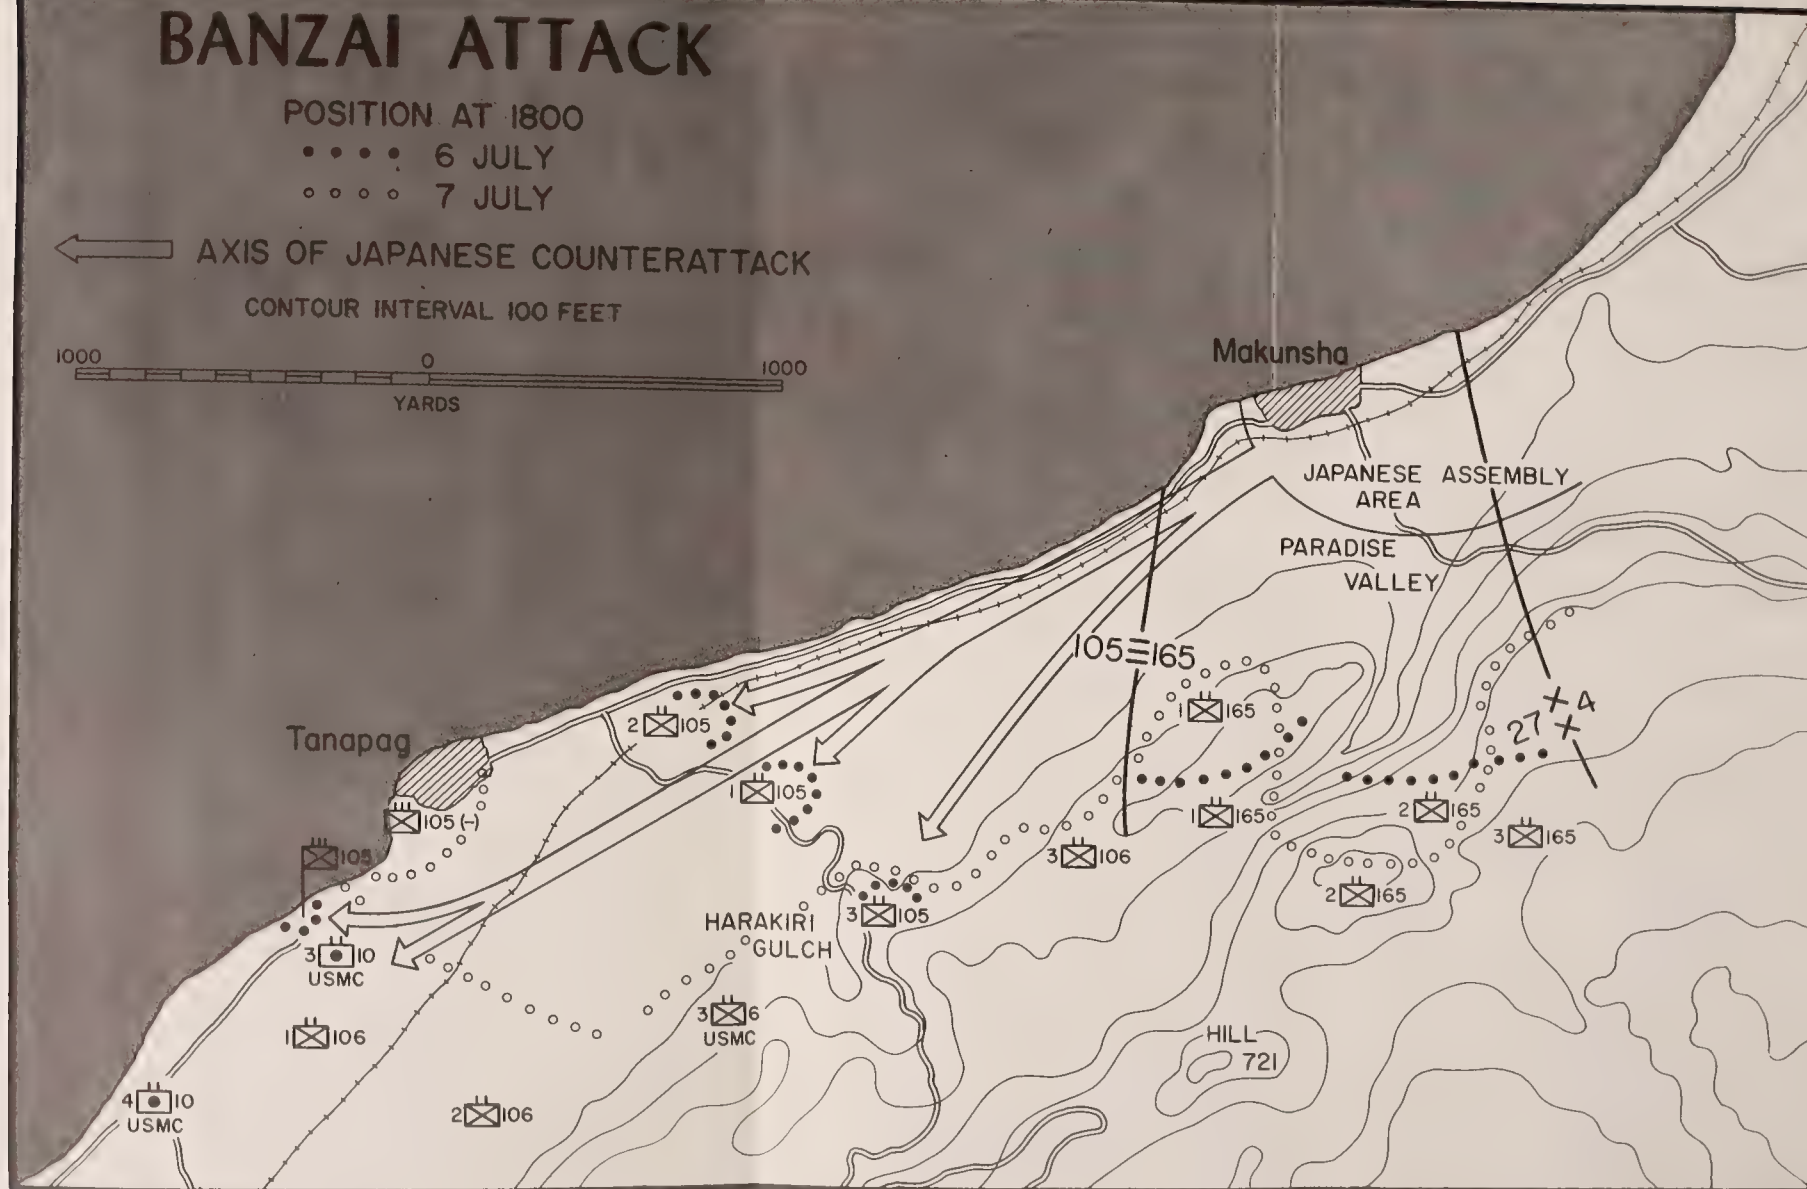 BANZAI ATTACK
POSITION AT 1800
6 JULY
7 JULY
AXIS OF JAPANESE COUNTERATTACK
CONTOUR INTERVAL 100 FEET
1000 0 1000
YARDS
Makunsha
JAPANESE ASSEMBLY
AREA
PARADISE
VALLEY
105 165
1 165
27 4
2 105
Tanapag
1 105
105 (-)
1 165
2 165
3 165
105
3 106
2 165
3 105
HARAKIRI
GULCH
3 10
USMC
3 6
USMC
1 106
HILL
721
4 10
USMC
2 106